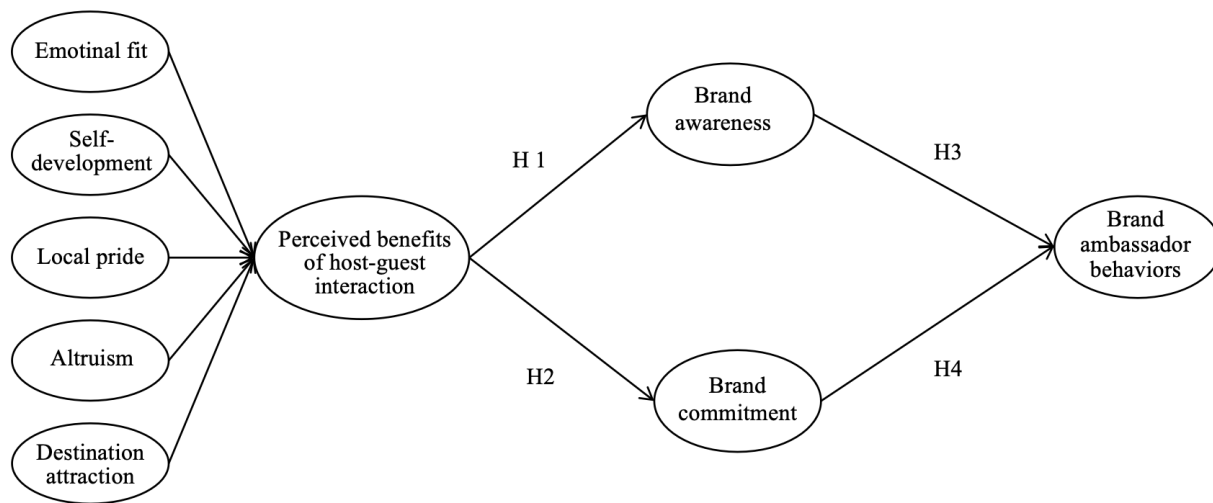 Emotinal fit
Self-
development
Local pride
Altruism
Destination
attraction
Perceived benefits
of host-guest
interaction
H 1
H2
Brand
awareness
Brand
commitment
H3
H4
Brand
ambassador
behaviors